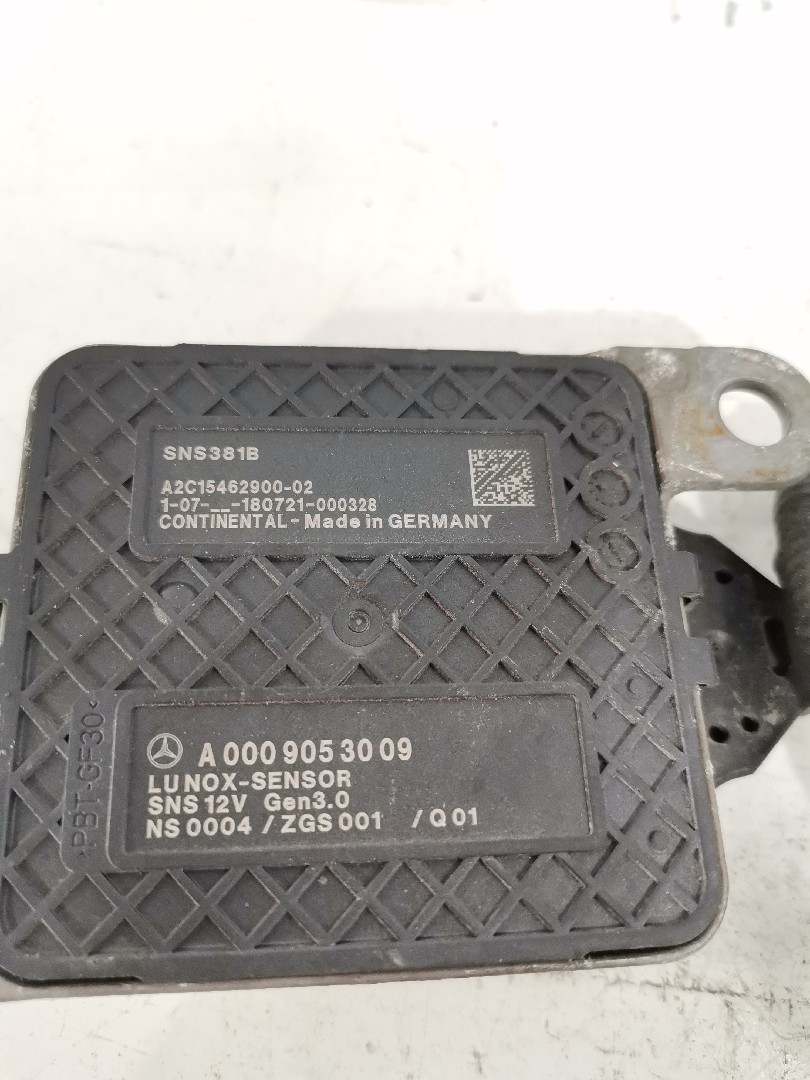 SNS381B
A2C15462900-02
1-07-__-180721-000328
CONTINENTAL - Made in GERMANY
A 000 905 30 09
LU NOX-SENSOR
SNS 12V Gen3.0
NS 0004 / ZGS 001 / Q 01
>PBT-GF30<